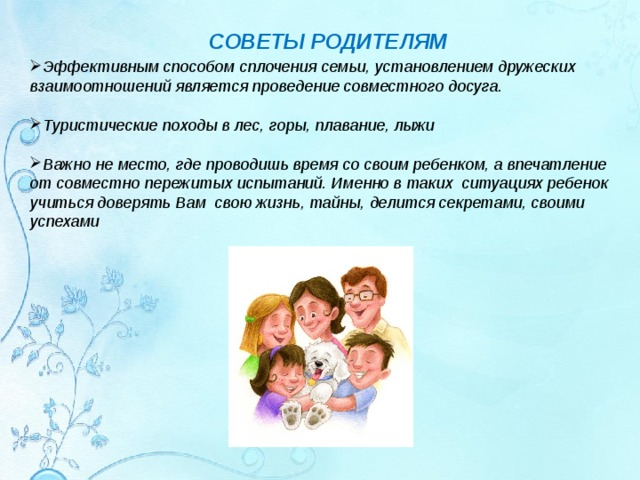 СОВЕТЫ РОДИТЕЛЯМ
➢Эффективным способом сплочения семьи, установлением дружеских
взаимоотношений является проведение совместного досуга.
➢Туристические походы в лес, горы, плавание, лыжи
➢Важно не место, где проводишь время со своим ребенком, а впечатление
от совместно пережитых испытаний. Именно в таких ситуациях ребенок
учиться доверять Вам свою жизнь, тайны, делится секретами, своими
успехами